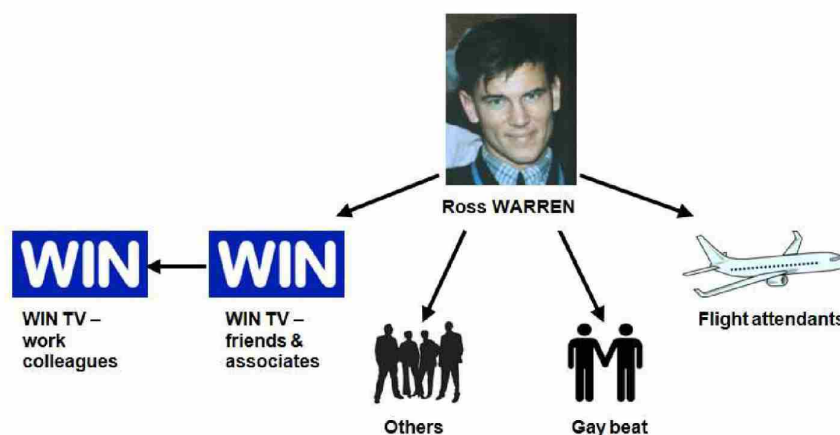 Ross WARREN
WIN
WIN
WIN TV –
work
colleagues
WIN TV –
friends &
associates
Flight attendants
Others
Gay beat